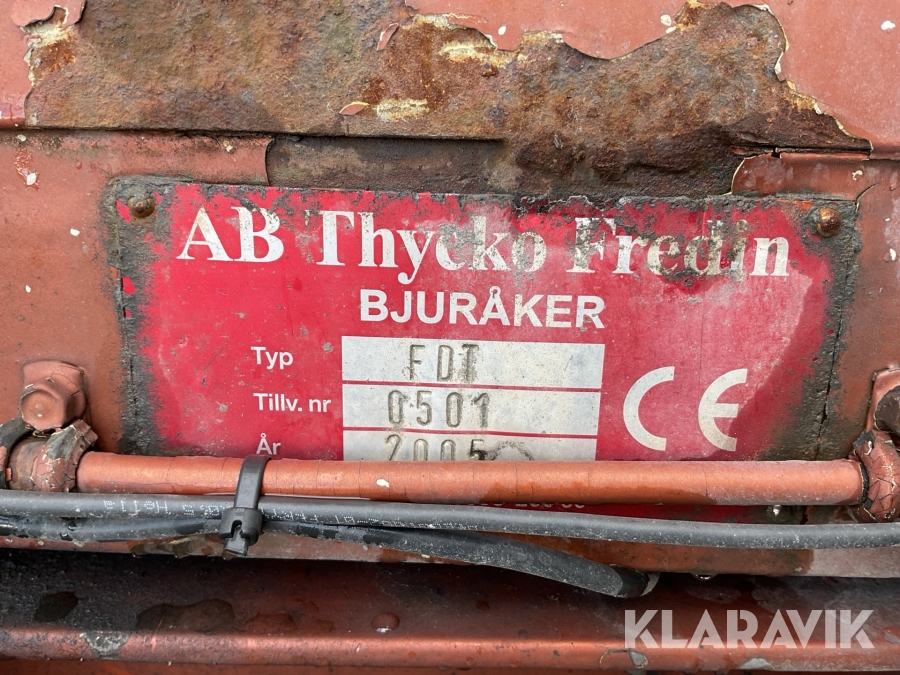 AB Thycko Fredin
BJURÅKER
Typ FDT
Tillv. nr 0501
År 2005
CE
KLARAVIK